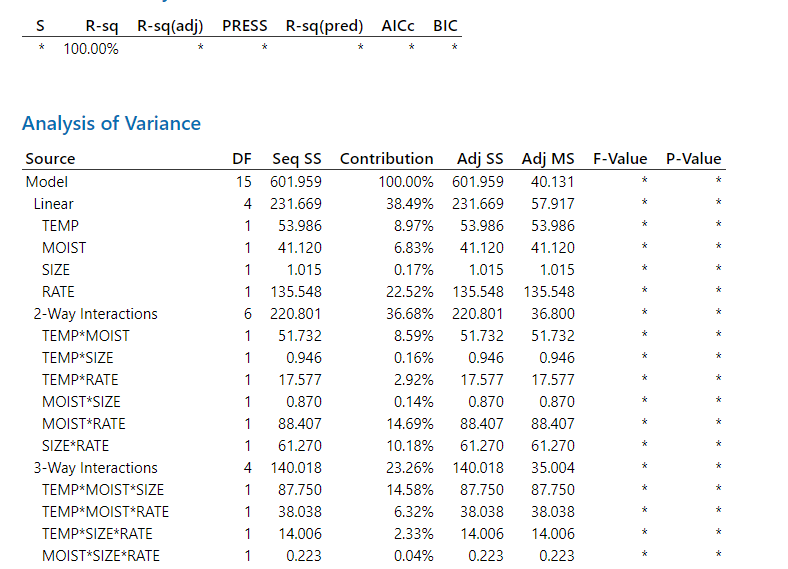 S R-sq R-sq(adj) PRESS R-sq(pred) AICc BIC
* 100.00% * * * * *
Analysis of Variance
Source DF Seq SS Contribution Adj SS Adj MS F-Value P-Value
Model 15 601.959 100.00% 601.959 40.131 * *
Linear 4 231.669 38.49% 231.669 57.917 * *
TEMP 1 53.986 8.97% 53.986 53.986 * *
MOIST 1 41.120 6.83% 41.120 41.120 * *
SIZE 1 1.015 0.17% 1.015 1.015 * *
RATE 1 135.548 22.52% 135.548 135.548 * *
2-Way Interactions 6 220.801 36.68% 220.801 36.800 * *
TEMP*MOIST 1 51.732 8.59% 51.732 51.732 * *
TEMP*SIZE 1 0.946 0.16% 0.946 0.946 * *
TEMP*RATE 1 17.577 2.92% 17.577 17.577 * *
MOIST*SIZE 1 0.870 0.14% 0.870 0.870 * *
MOIST*RATE 1 88.407 14.69% 88.407 88.407 * *
SIZE*RATE 1 61.270 10.18% 61.270 61.270 * *
3-Way Interactions 4 140.018 23.26% 140.018 35.004 * *
TEMP*MOIST*SIZE 1 87.750 14.58% 87.750 87.750 * *
TEMP*MOIST*RATE 1 38.038 6.32% 38.038 38.038 * *
TEMP*SIZE*RATE 1 14.006 2.33% 14.006 14.006 * *
MOIST*SIZE*RATE 1 0.223 0.04% 0.223 0.223 * *